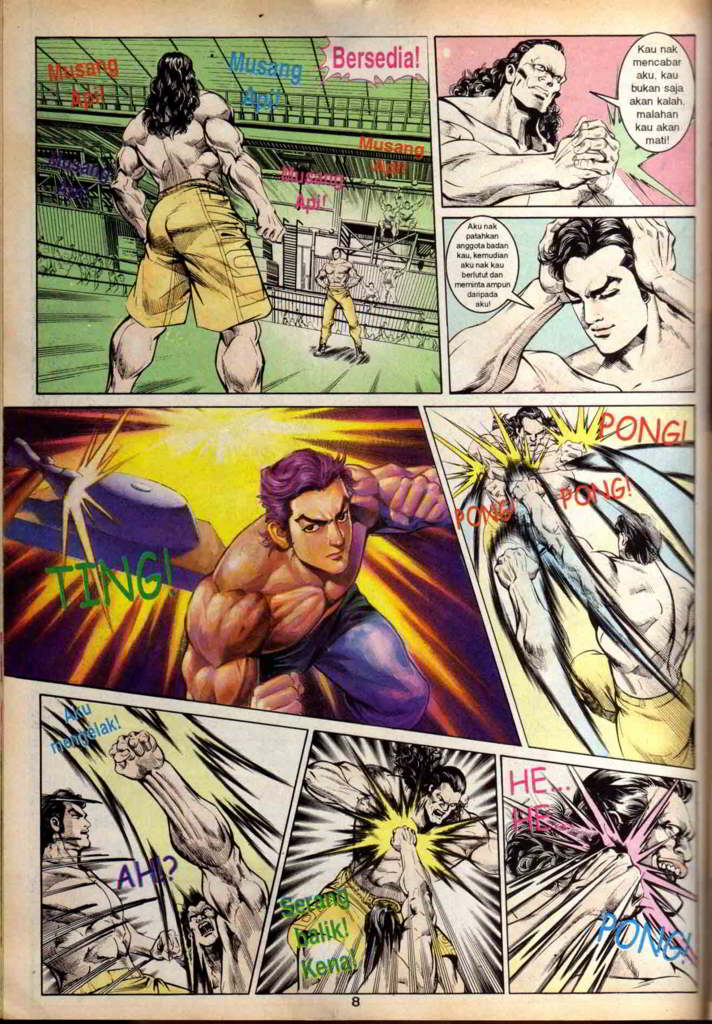 Musang
Api!
Musang
Api!
Bersedia!
Musang
Api!
Musang
Api!
Musang
Api!
Kau nak
mencabar
aku, kau
bukan saja
akan kalah,
malahan
kau akan
mati!
Aku nak
patahkan
anggota badan
kau, kemudian
aku nak kau
berlutut dan
meminta ampun
daripada
aku!
TING!
PONG!
PONG!
PONG!
Aku
mengelak!
AH!?
Serang
balik!
Kena!
HE...
HE...
PONG!
8